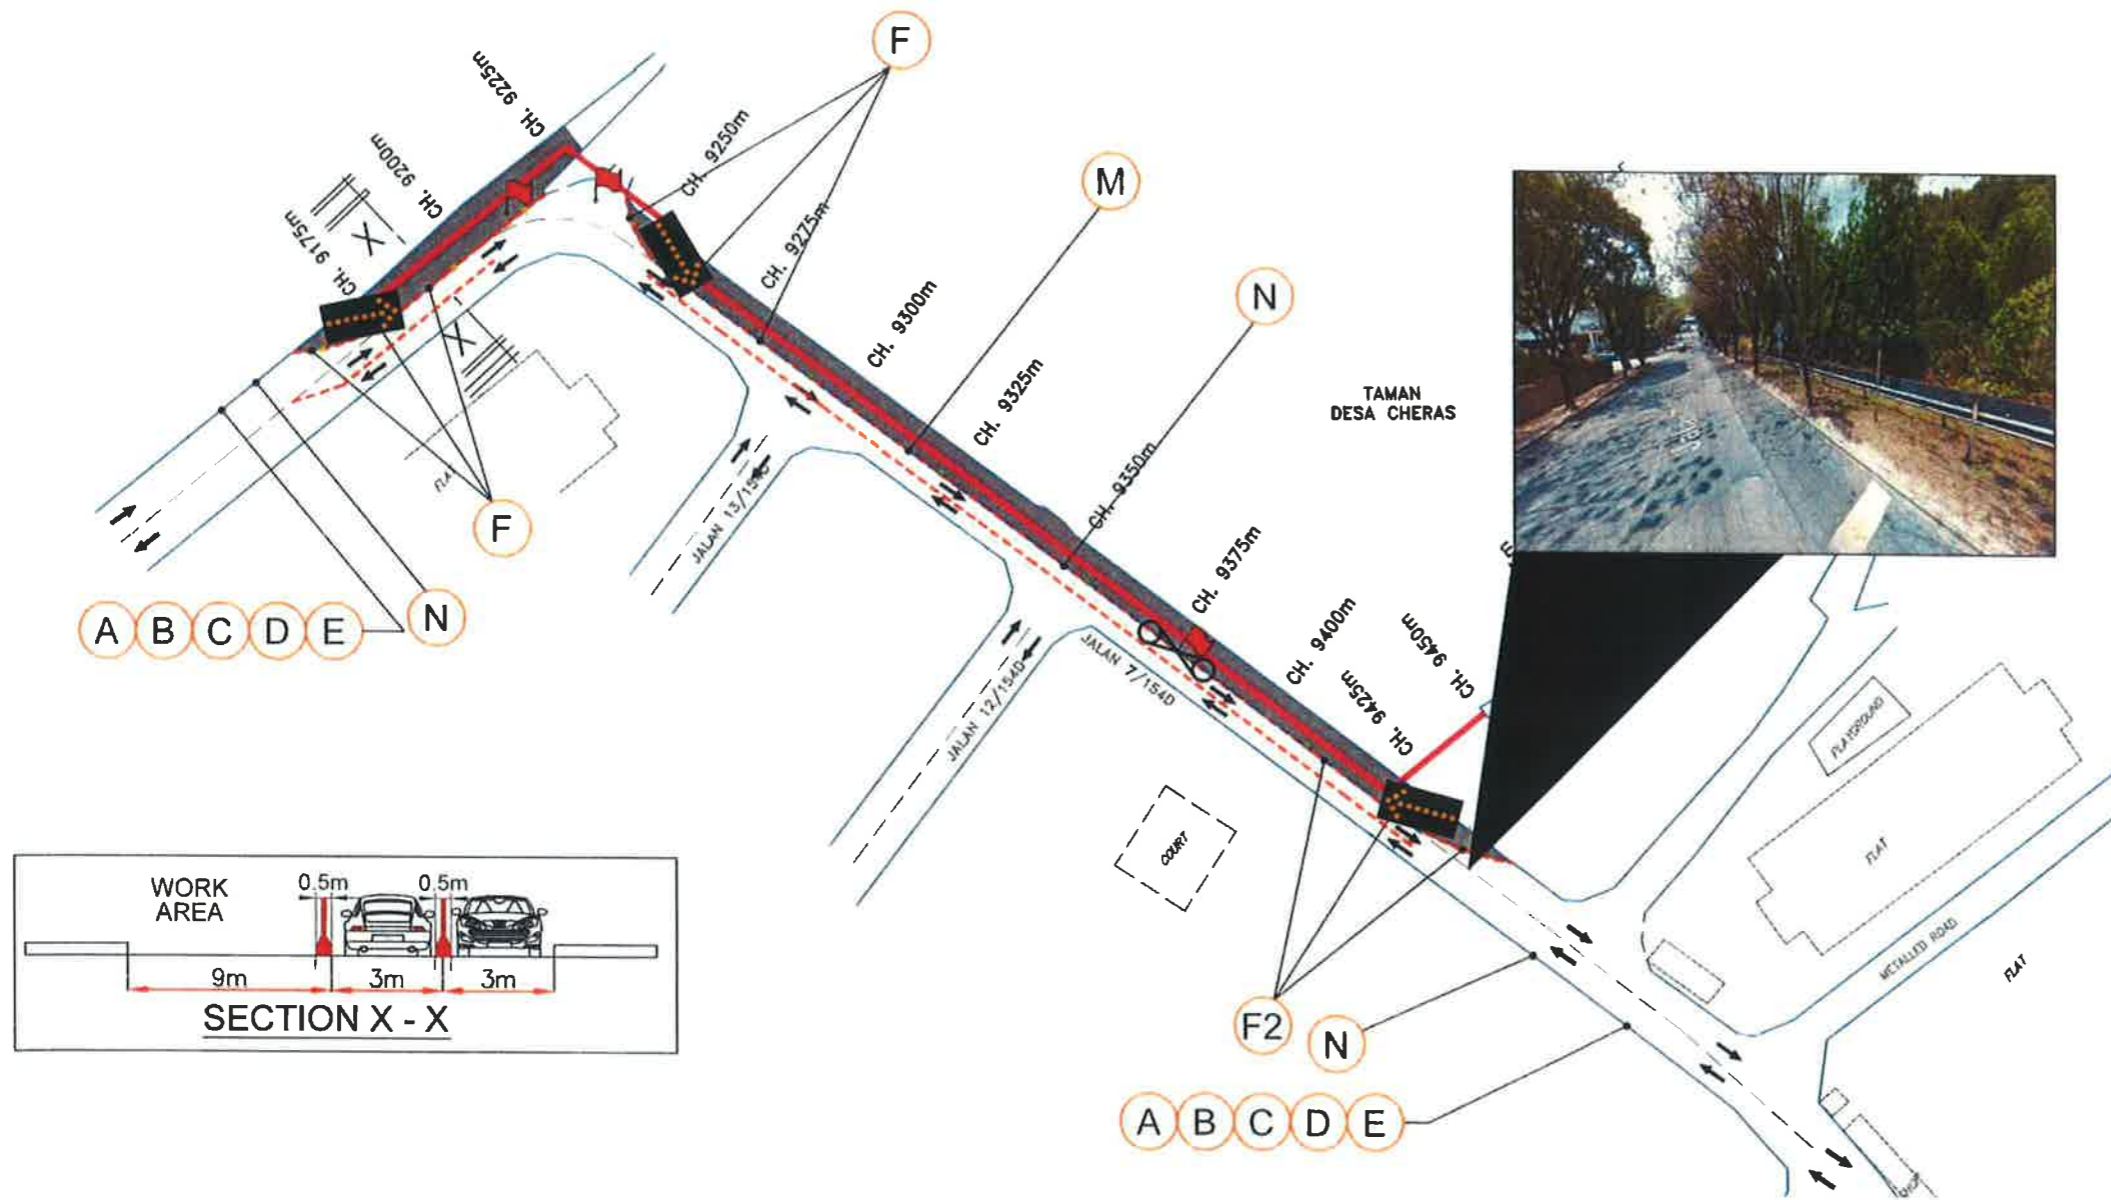 F
CH. 9225m
CH. 9200m
CH. 9175m
X
X
CH. 9250m
CH. 9275m
M
N
CH. 9300m
CH. 9325m
CH. 9350m
CH. 9375m
CH. 9400m
CH. 9425m
CH. 9450m
TAMAN
DESA CHERAS
F
A B C D E
N
JALAN 13/154D
JALAN 12/154D
JALAN 7/154D
COURT
PLAYGROUND
FLAT
METALLED ROAD
FLAT
F2
N
A B C D E
WORK
AREA
0.5m 0.5m
9m 3m 3m
SECTION X - X